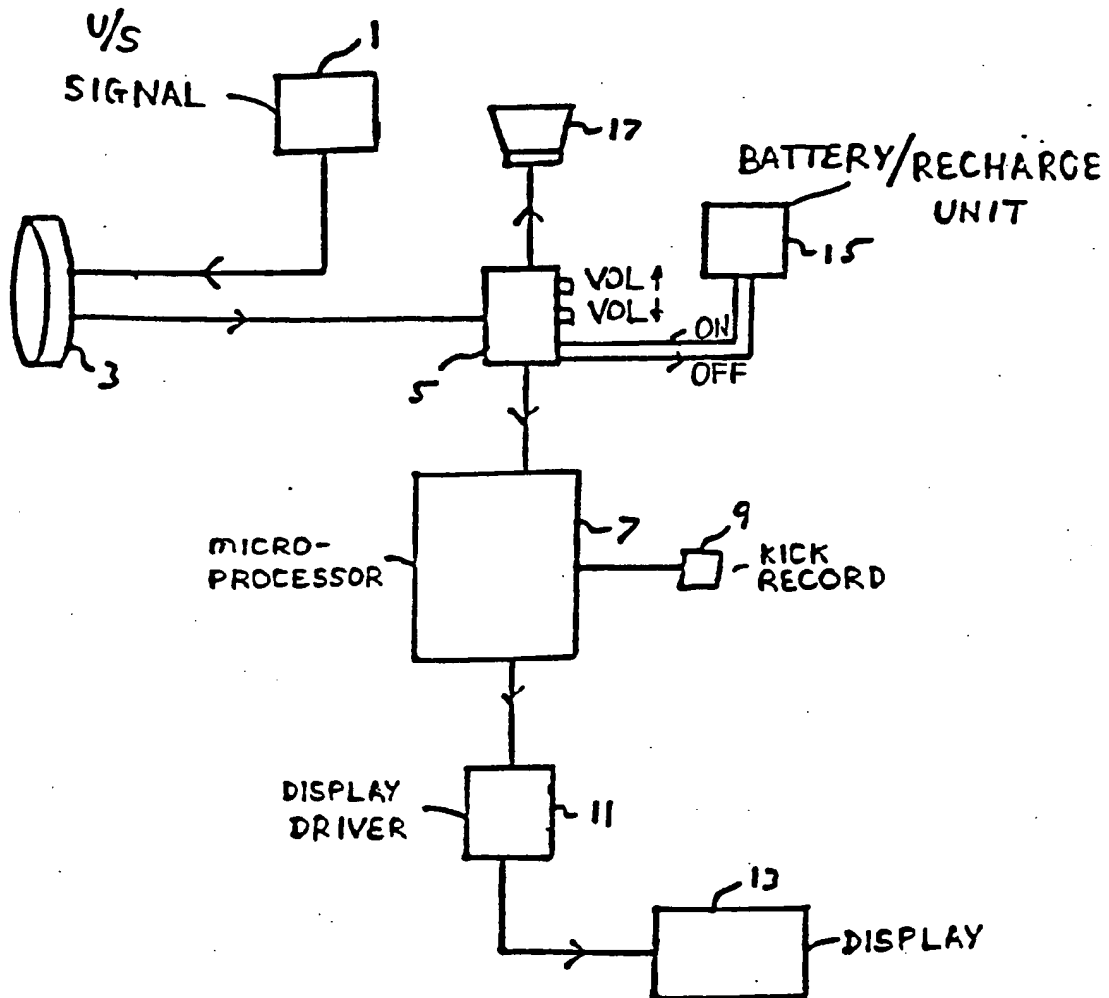 U/S
SIGNAL
1
17
BATTERY/RECHARGE
UNIT
15
VOL↑
VOL↓
ON
OFF
3
5
7
9
MICRO-
PROCESSOR
KICK
RECORD
DISPLAY
DRIVER
11
13
DISPLAY